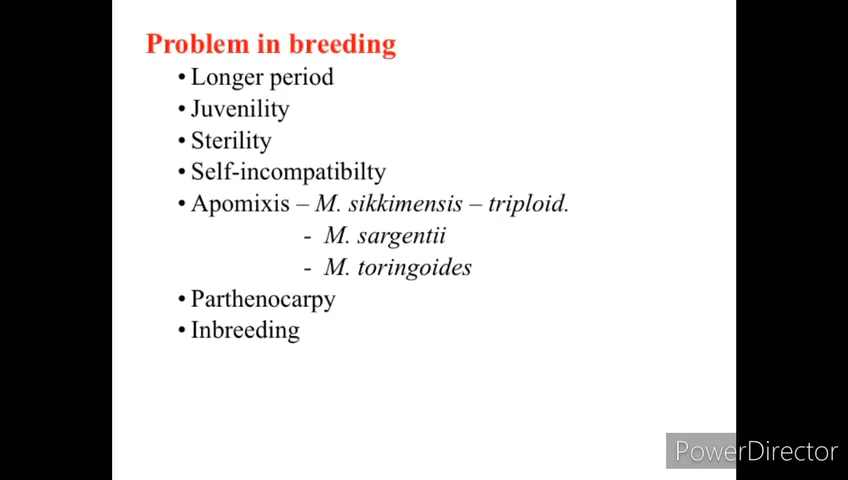 Problem in breeding
• Longer period
• Juvenility
• Sterility
• Self-incompatibilty
• Apomixis – M. sikkimensis – triploid.
- M. sargentii
- M. toringoides
• Parthenocarpy
• Inbreeding
PowerDirector